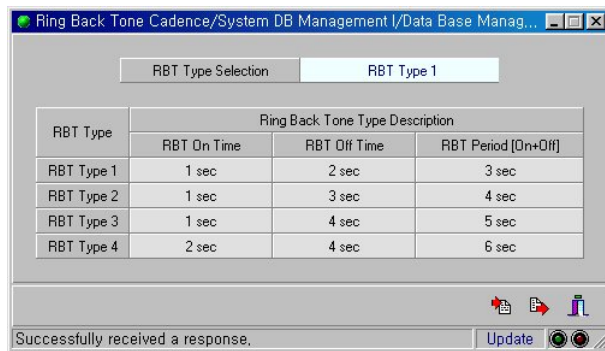 Ring Back Tone Cadence/System DB Management I/Data Base Manag...
RBT Type Selection RBT Type 1
RBT Type Ring Back Tone Type Description
RBT On Time RBT Off Time RBT Period [On+Off]
RBT Type 1 1 sec 2 sec 3 sec
RBT Type 2 1 sec 3 sec 4 sec
RBT Type 3 1 sec 4 sec 5 sec
RBT Type 4 2 sec 4 sec 6 sec
Successfully received a response, Update